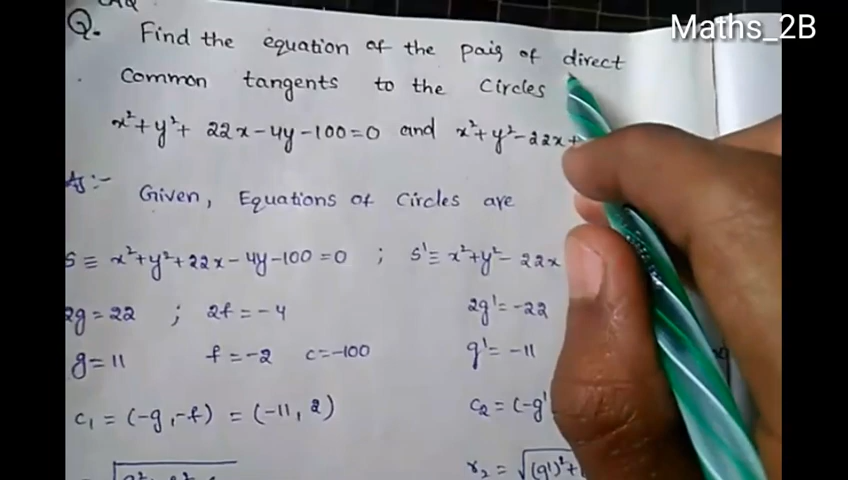 Maths_2B
Q. Find the equation of the pair of direct
common tangents to the circles
x²+y²+ 22x-4y-100=0 and x²+y²-22x+
Given, Equations of circles are
S ≡ x²+y²+22x-4y-100=0 ; S' ≡ x²+y²-22x
2g=22 ; 2f=-4 2g'=-22
g=11 f=-2 c=-100 g'=-11
C₁ = (-g,-f) = (-11, 2) C₂ = (-g'
r₂ = √(g')²+